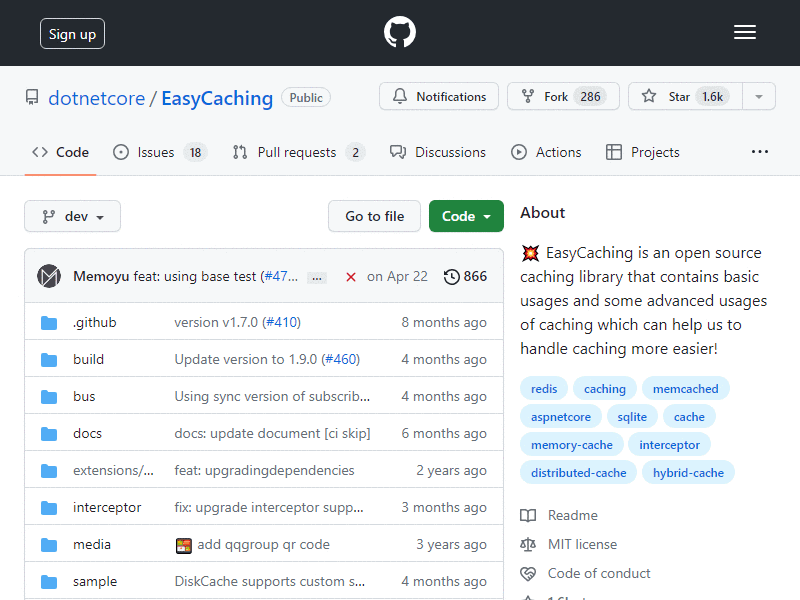 Sign up
dotnetcore / EasyCaching Public
Notifications Fork 286 Star 1.6k
Code Issues 18 Pull requests 2 Discussions Actions Projects ...
dev Go to file Code
Memoyu feat: using base test (#47... ... on Apr 22 866
.github version v1.7.0 (#410) 8 months ago
build Update version to 1.9.0 (#460) 4 months ago
bus Using sync version of subscrib... 4 months ago
docs docs: update document [ci skip] 6 months ago
extensions/... feat: upgradingdependencies 2 years ago
interceptor fix: upgrade interceptor supp... 3 months ago
media add qqgroup qr code 3 years ago
sample DiskCache supports custom s... 4 months ago
About
EasyCaching is an open source
caching library that contains basic
usages and some advanced usages
of caching which can help us to
handle caching more easier!
redis caching memcached
aspnetcore sqlite cache
memory-cache interceptor
distributed-cache hybrid-cache
Readme
MIT license
Code of conduct